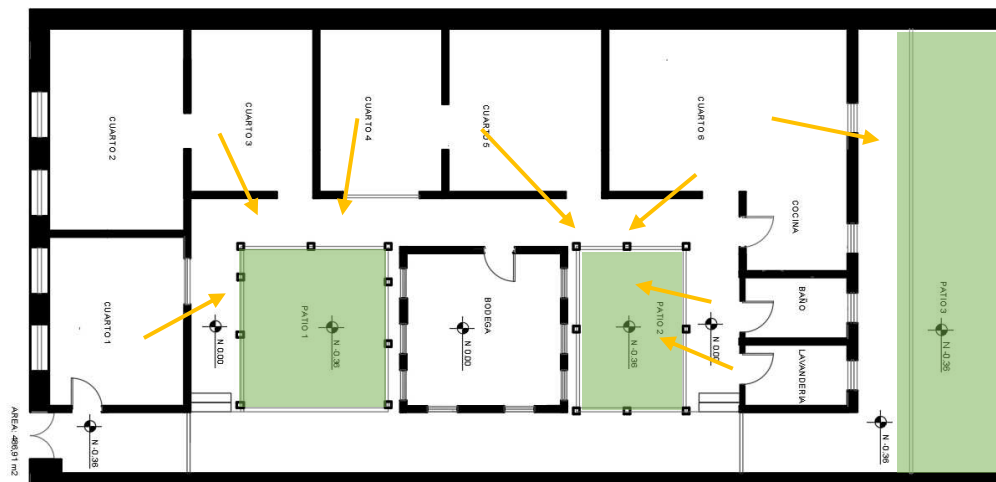 CUARTO 2
CUARTO 3
CUARTO 4
CUARTO 5
CUARTO 6
COCINA
CUARTO 1
PATIO 1
N 0.00
N -0.36
BODEGA
N 0.00
PATIO 2
N -0.36
N 0.00
BAÑO
LAVANDERIA
PATIO 3
N -0.36
N -0.36
N -0.36
AREA: 486,91 m2